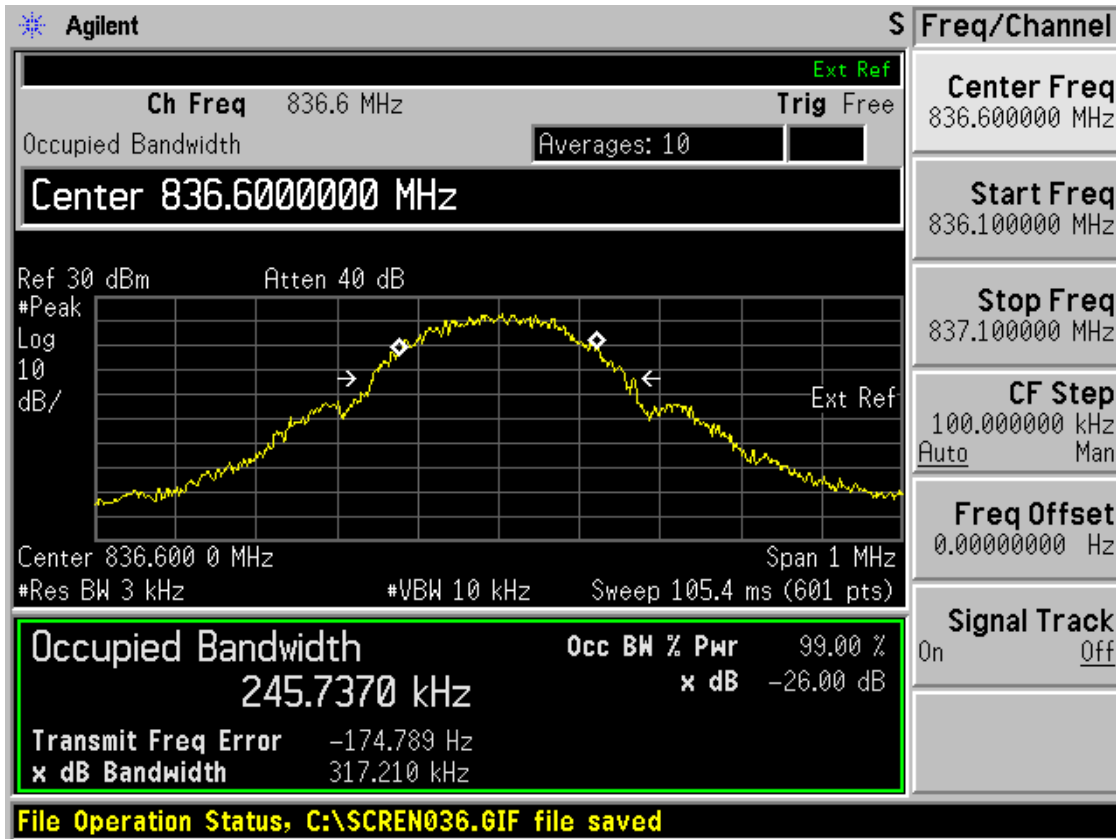 Agilent S
Ext Ref
Ch Freq 836.6 MHz Trig Free
Occupied Bandwidth Averages: 10
Center 836.6000000 MHz
Ref 30 dBm Atten 40 dB
#Peak
Log
10
dB/
Ext Ref
Center 836.600 0 MHz Span 1 MHz
#Res BW 3 kHz #VBW 10 kHz Sweep 105.4 ms (601 pts)
Occupied Bandwidth Occ BW % Pwr 99.00 %
245.7370 kHz x dB -26.00 dB
Transmit Freq Error -174.789 Hz
x dB Bandwidth 317.210 kHz
File Operation Status, C:\SCREN036.GIF file saved
Freq/Channel
Center Freq
836.600000 MHz
Start Freq
836.100000 MHz
Stop Freq
837.100000 MHz
CF Step
100.000000 kHz
Auto Man
Freq Offset
0.00000000 Hz
Signal Track
On Off